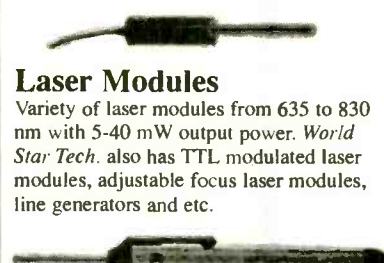 Laser Modules
Variety of laser modules from 635 to 830
nm with 5-40 mW output power. World
Star Tech. also has TTL modulated laser
modules, adjustable focus laser modules,
line generators and etc.